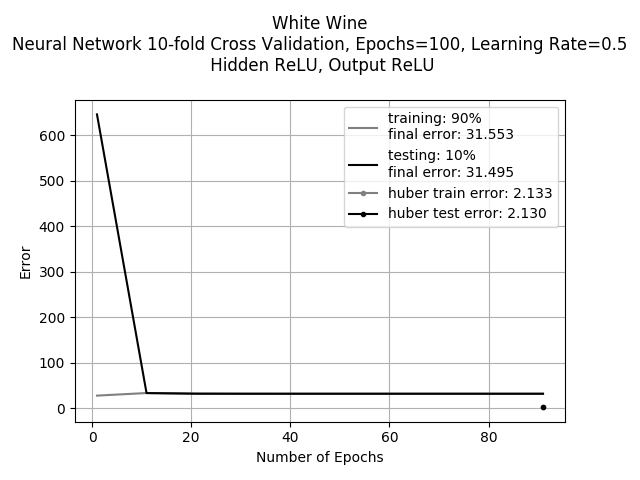 White Wine
Neural Network 10-fold Cross Validation, Epochs=100, Learning Rate=0.5
Hidden ReLU, Output ReLU
training: 90%
final error: 31.553
testing: 10%
final error: 31.495
huber train error: 2.133
huber test error: 2.130
Error
600
500
400
300
200
100
0
0 20 40 60 80
Number of Epochs